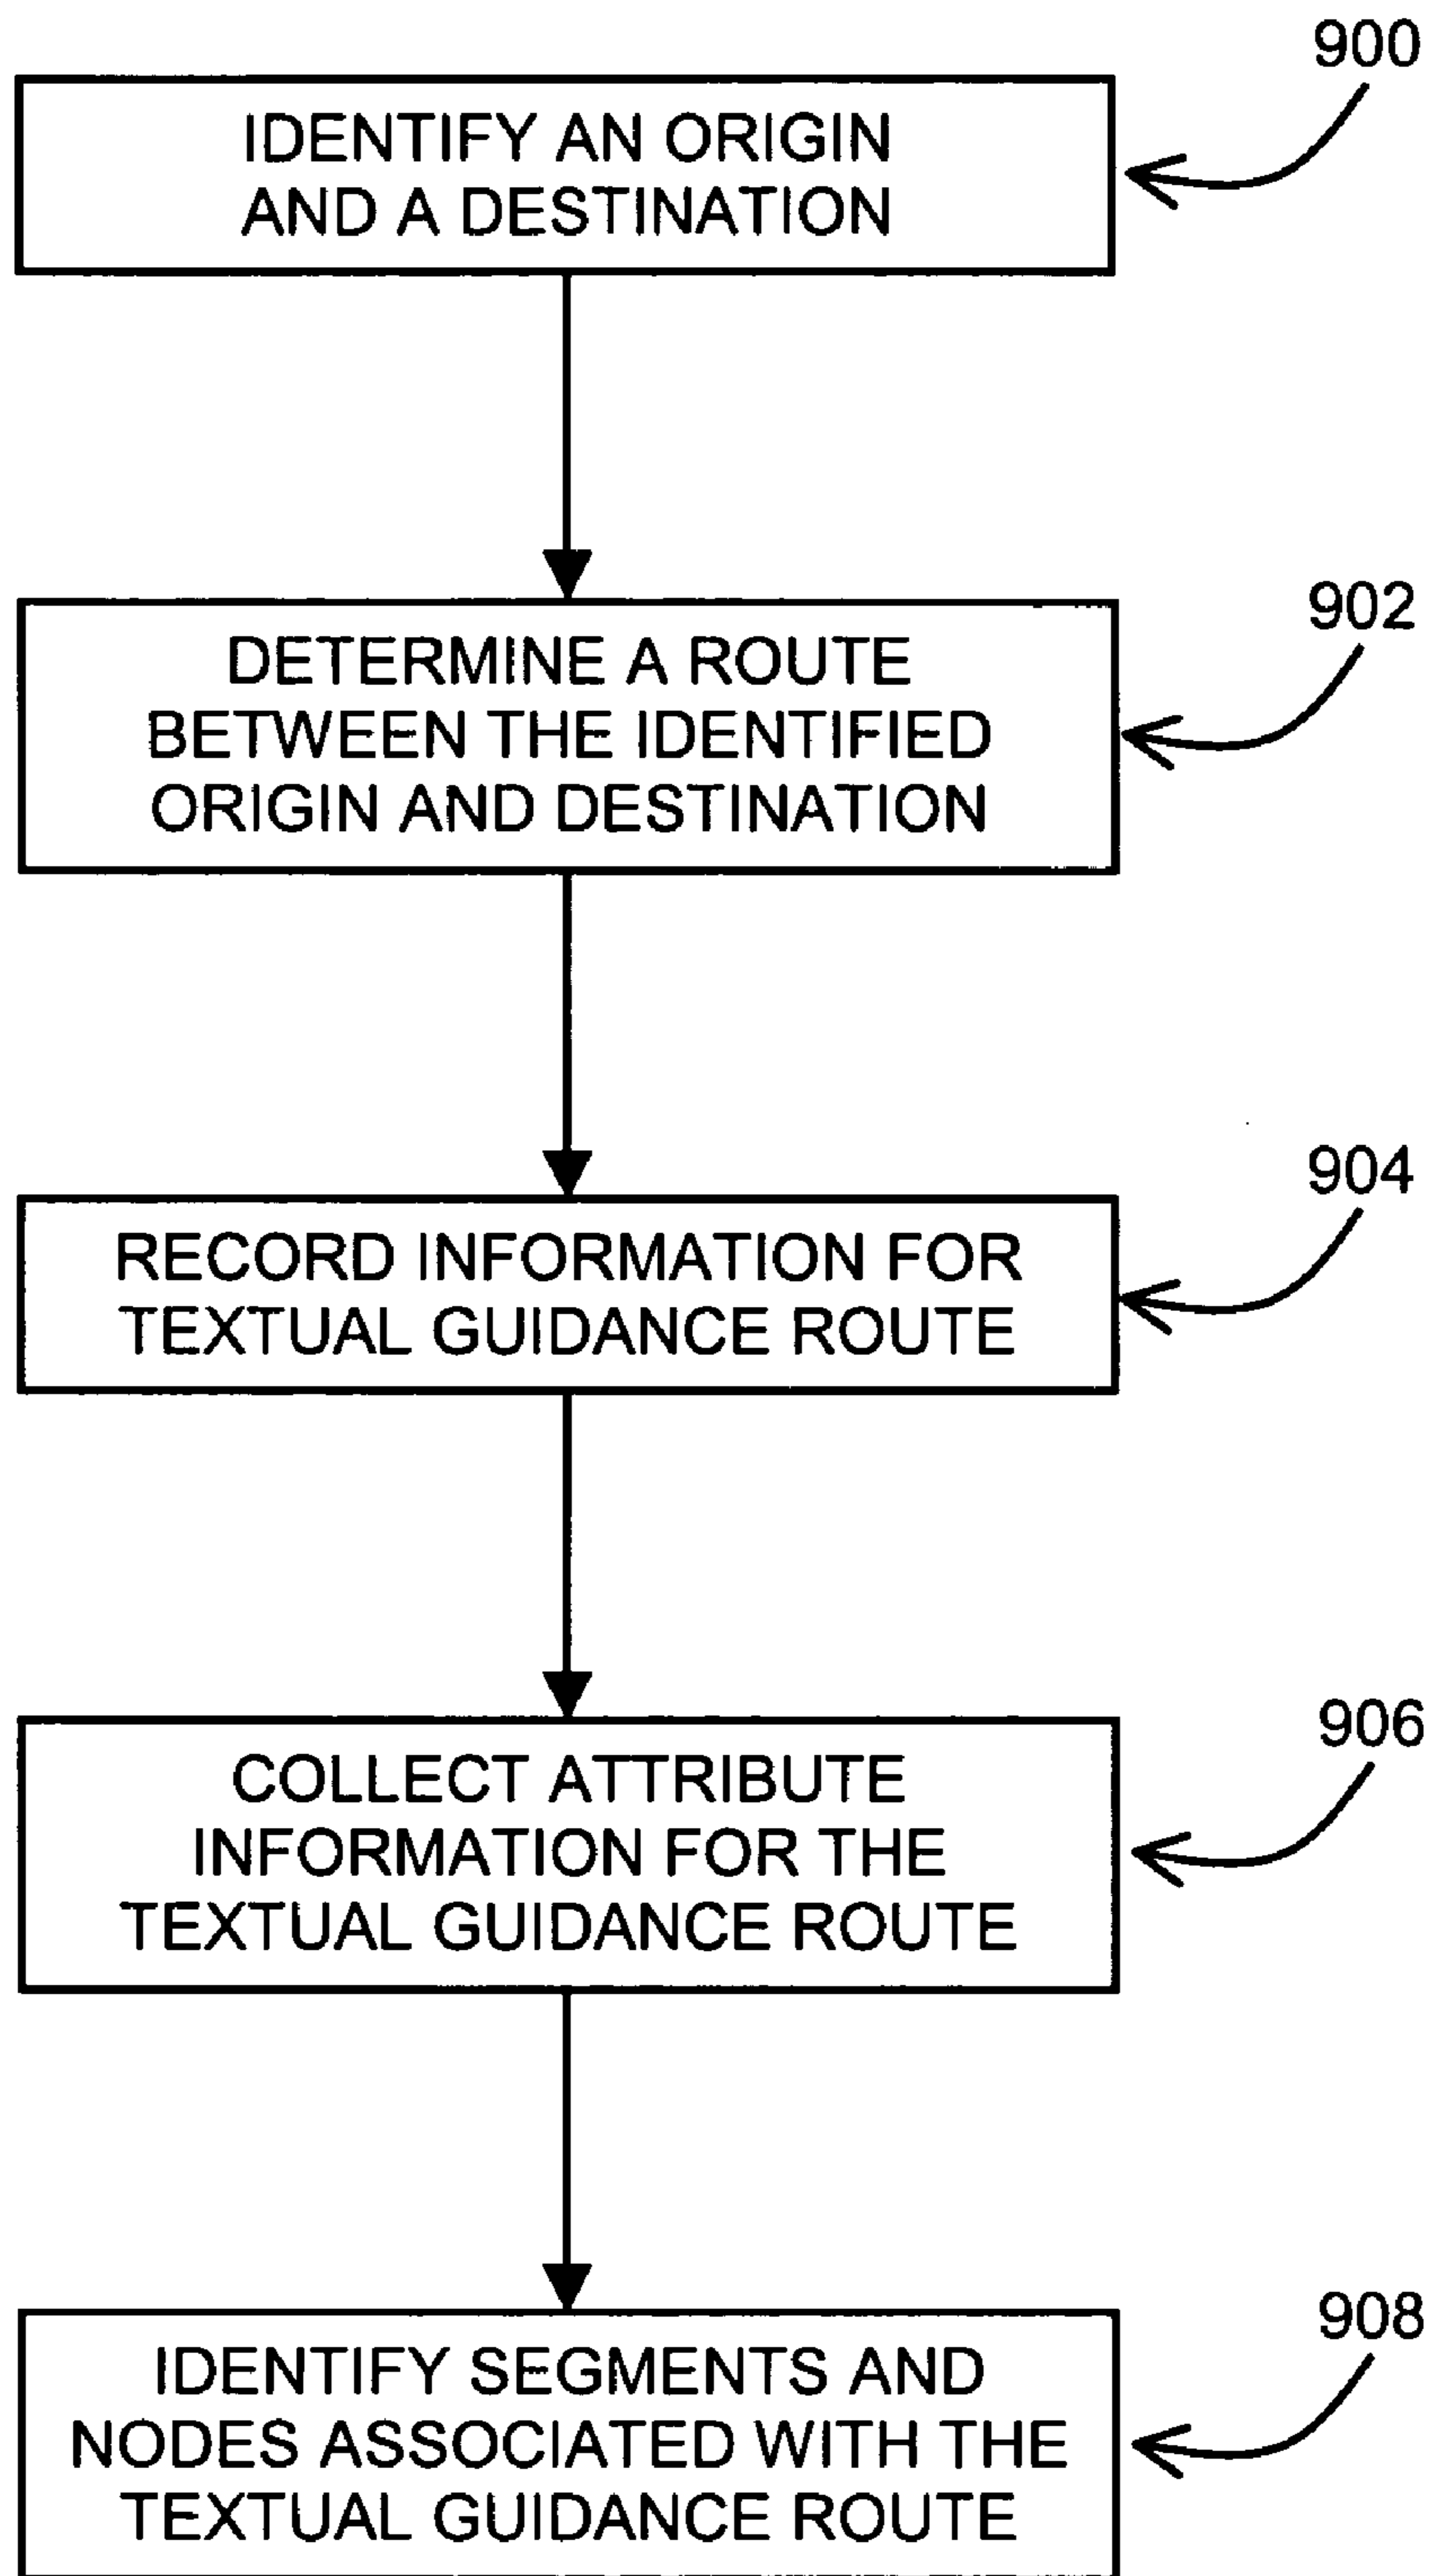 900
IDENTIFY AN ORIGIN
AND A DESTINATION
902
DETERMINE A ROUTE
BETWEEN THE IDENTIFIED
ORIGIN AND DESTINATION
904
RECORD INFORMATION FOR
TEXTUAL GUIDANCE ROUTE
906
COLLECT ATTRIBUTE
INFORMATION FOR THE
TEXTUAL GUIDANCE ROUTE
908
IDENTIFY SEGMENTS AND
NODES ASSOCIATED WITH THE
TEXTUAL GUIDANCE ROUTE